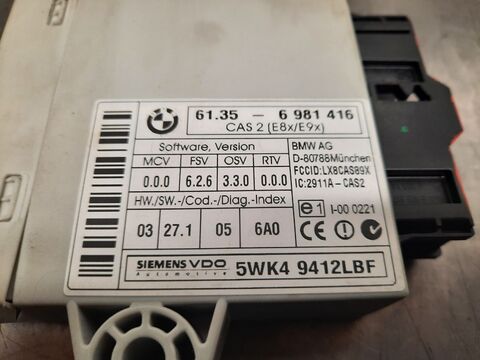 BMW
61.35 - 6 981 416
CAS 2 (E8x/E9x)
Software, Version
MCV FSV OSV RTV
0.0.0 6.2.6 3.3.0 0.0.0
HW./SW.-/Cod.-/Diag.-Index
03 27.1 05 6A0
BMW AG
D-80788München
FCCID:LX8CAS89X
IC:2911A-CAS2
e1 I-00 0221
SIEMENS VDO
Automotive
5WK4 9412LBF